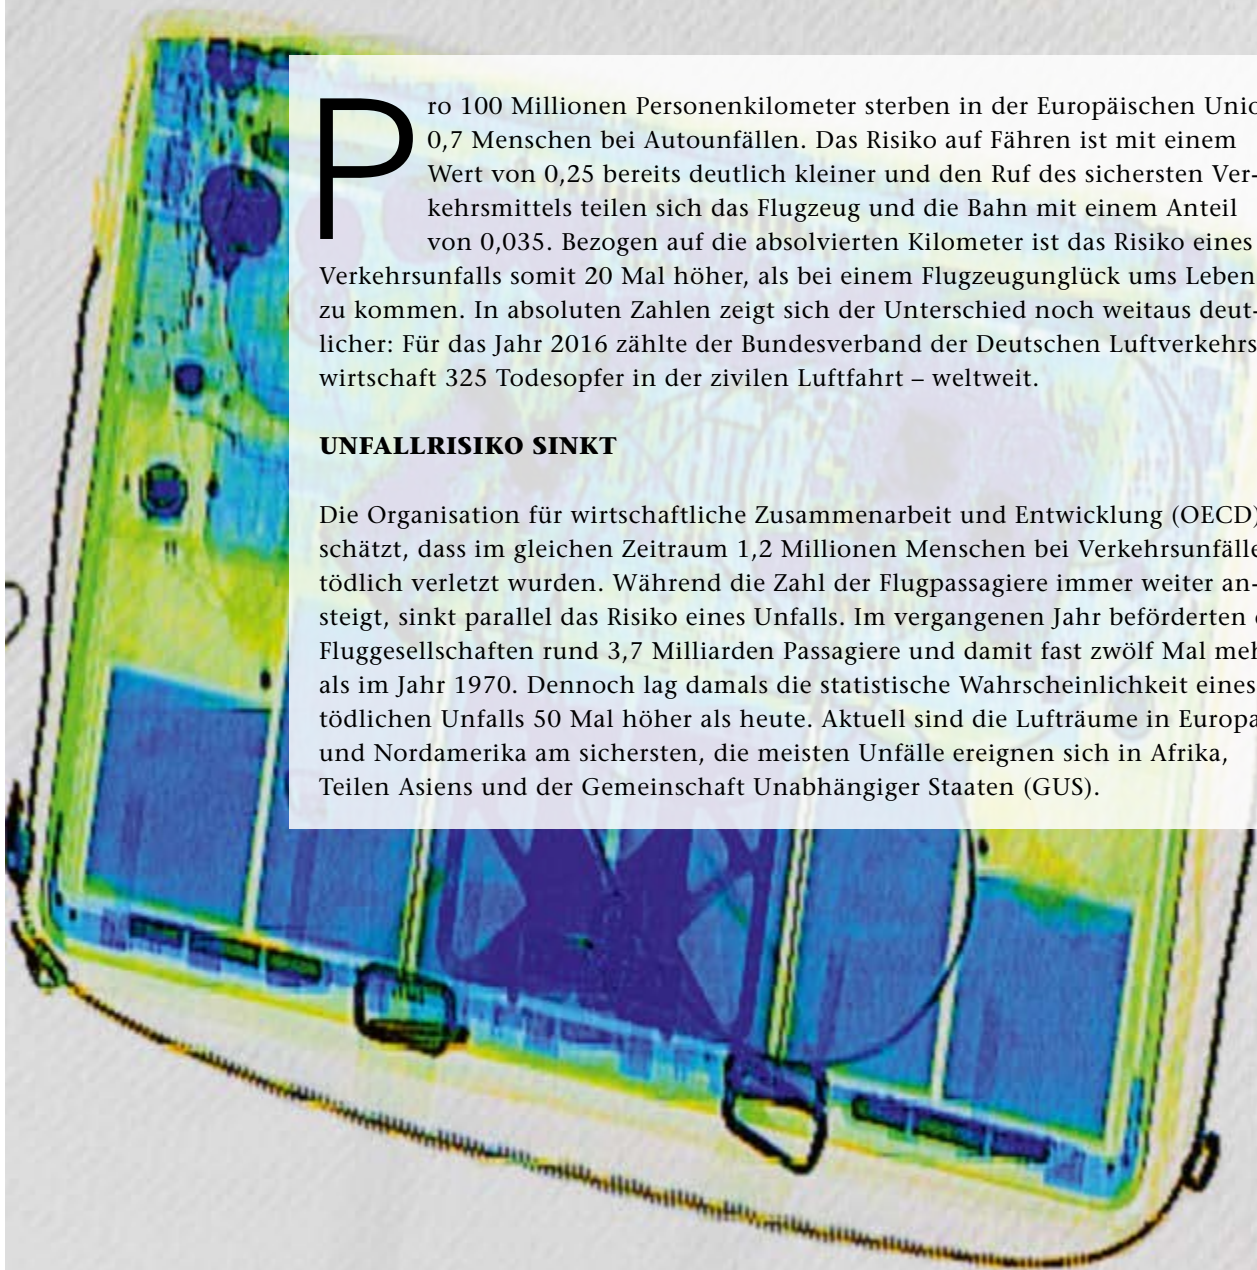 Pro 100 Millionen Personenkilometer sterben in der Europäischen
0,7 Menschen bei Autounfällen. Das Risiko auf Fähren ist mit einem
Wert von 0,25 bereits deutlich kleiner und den Ruf des sichersten Ver-
kehrsmittels teilen sich das Flugzeug und die Bahn mit einem Anteil
von 0,035. Bezogen auf die absolvierten Kilometer ist das Risiko eines
Verkehrsunfalls somit 20 Mal höher, als bei einem Flugzeugunglück ums Leben
zu kommen. In absoluten Zahlen zeigt sich der Unterschied noch weitaus deut-
licher: Für das Jahr 2016 zählte der Bundesverband der Deutschen Luftverkehrs
wirtschaft 325 Todesopfer in der zivilen Luftfahrt – weltweit.
UNFALLRISIKO SINKT
Die Organisation für wirtschaftliche Zusammenarbeit und Entwicklung (OECD)
schätzt, dass im gleichen Zeitraum 1,2 Millionen Menschen bei
tödlich verletzt wurden. Während die Zahl der Flugpassagiere immer weiter an-
steigt, sinkt parallel das Risiko eines Unfalls. Im vergangenen Jahr beförderten
Fluggesellschaften rund 3,7 Milliarden Passagiere und damit fast zwölf Mal
als im Jahr 1970. Dennoch lag damals die statistische Wahrscheinlichkeit eines
tödlichen Unfalls 50 Mal höher als heute. Aktuell sind die Lufträume in Europa
und Nordamerika am sichersten, die meisten Unfälle ereignen sich in Afrika,
Teilen Asiens und der Gemeinschaft Unabhängiger Staaten (GUS).